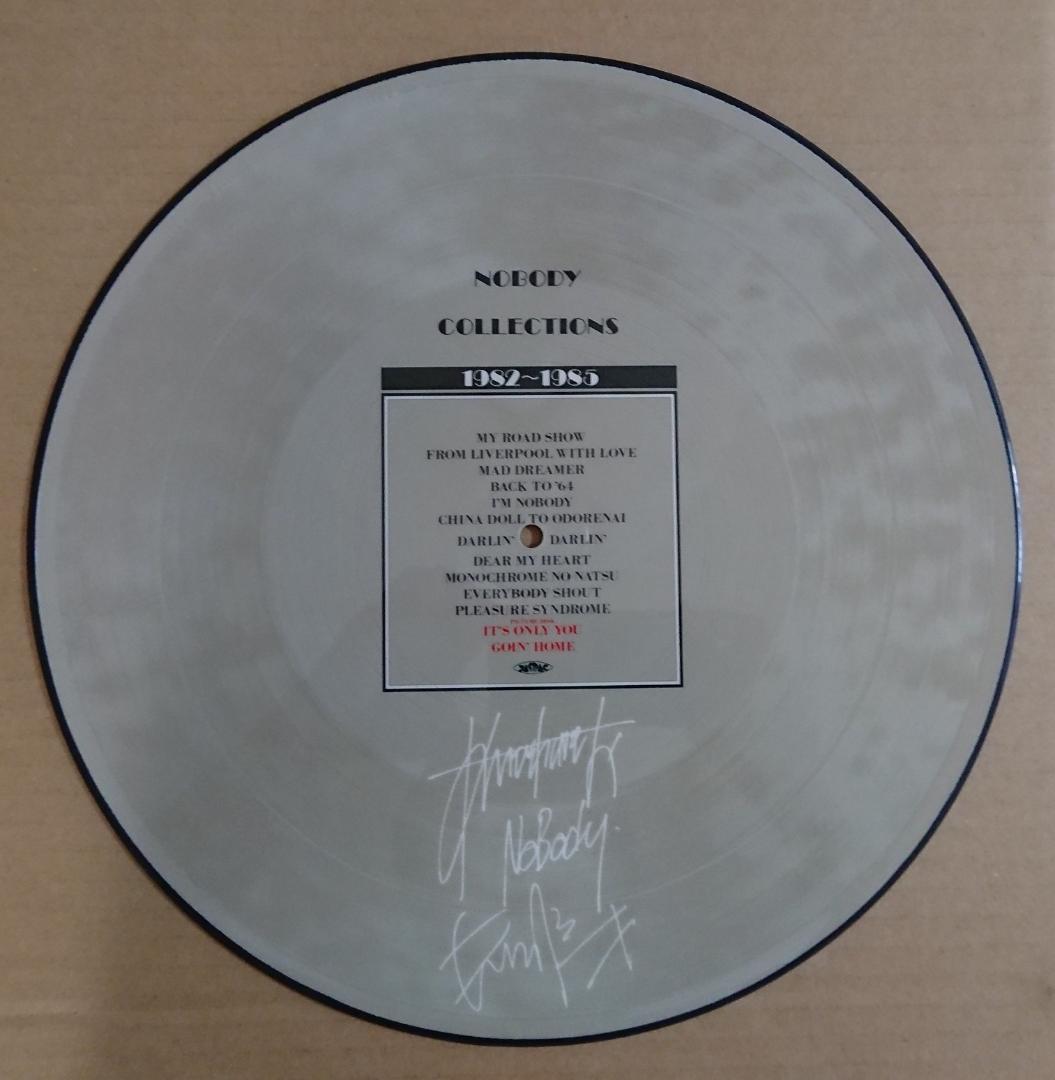 NOBODY
COLLECTIONS
1982~1985
MY ROAD SHOW
FROM LIVERPOOL WITH LOVE
MAD DREAMER
BACK TO '64
I'M NOBODY
CHINA DOLL TO ODORENAI
DARLIN' DARLIN'
DEAR MY HEART
MONOCHROME NO NATSU
EVERYBODY SHOUT
PLEASURE SYNDROME
IT'S ONLY YOU
GOIN' HOME
NoBody.